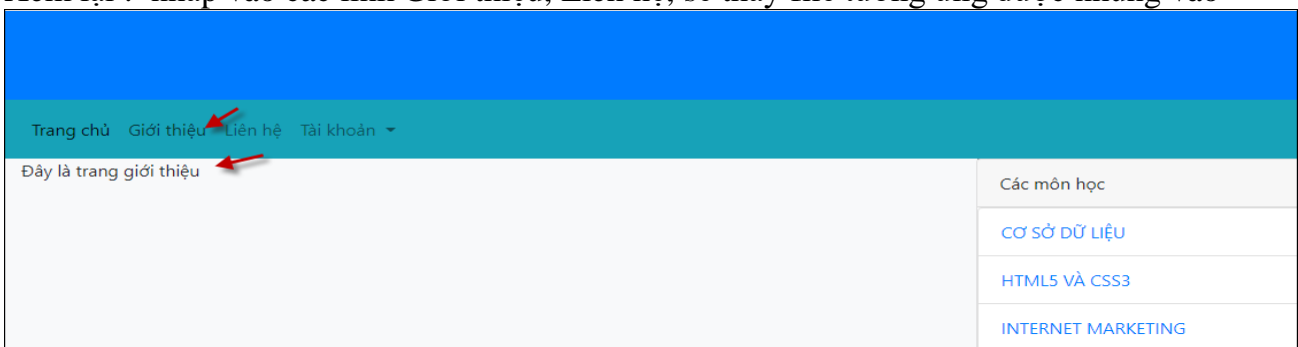 Trang chủ Giới thiệu Liên hệ Tài khoản
Đây là trang giới thiệu
Các môn học
CƠ SỞ DỮ LIỆU
HTML5 VÀ CSS3
INTERNET MARKETING